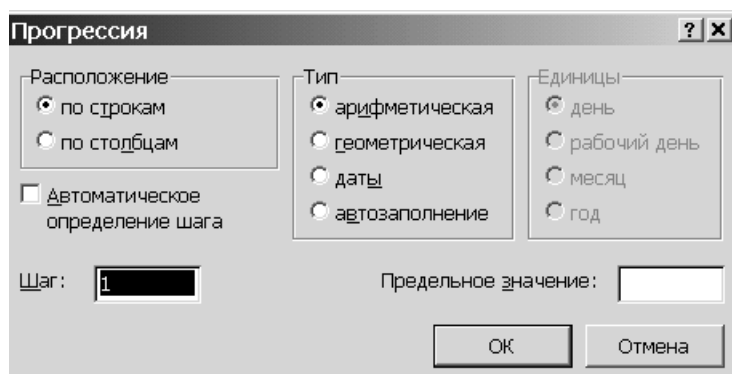 Прогрессия
Расположение
по строкам
по столбцам
Автоматическое
определение шага
Тип
арифметическая
геометрическая
даты
автозаполнение
Единицы
день
рабочий день
месяц
год
Шаг: 1
Предельное значение:
ОК
Отмена